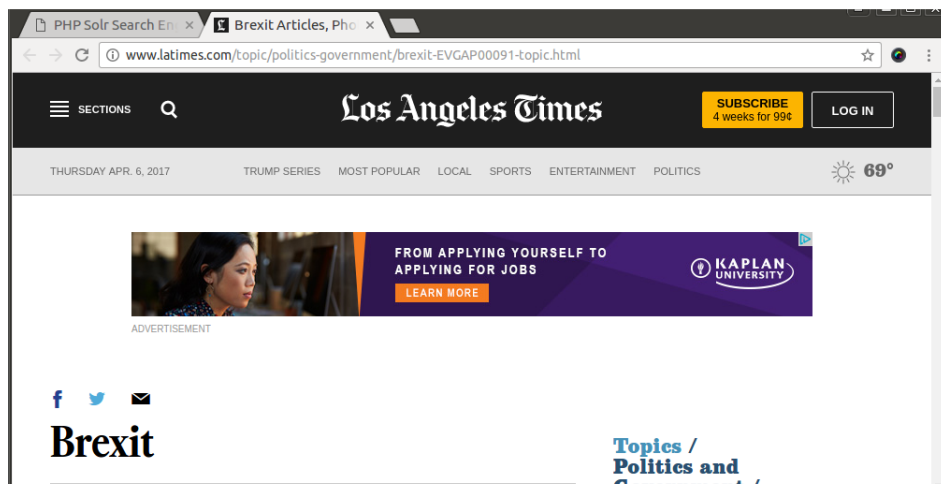 PHP Solr Search En
Brexit Articles, Pho
www.latimes.com/topic/politics-government/brexit-EVGAP00091-topic.html
SECTIONS
Los Angeles Times
SUBSCRIBE
4 weeks for 99¢
LOG IN
THURSDAY APR. 6, 2017
TRUMP SERIES MOST POPULAR LOCAL SPORTS ENTERTAINMENT POLITICS
69°
FROM APPLYING YOURSELF TO
APPLYING FOR JOBS
LEARN MORE
KAPLAN
UNIVERSITY
ADVERTISEMENT
Brexit
Topics /
Politics and